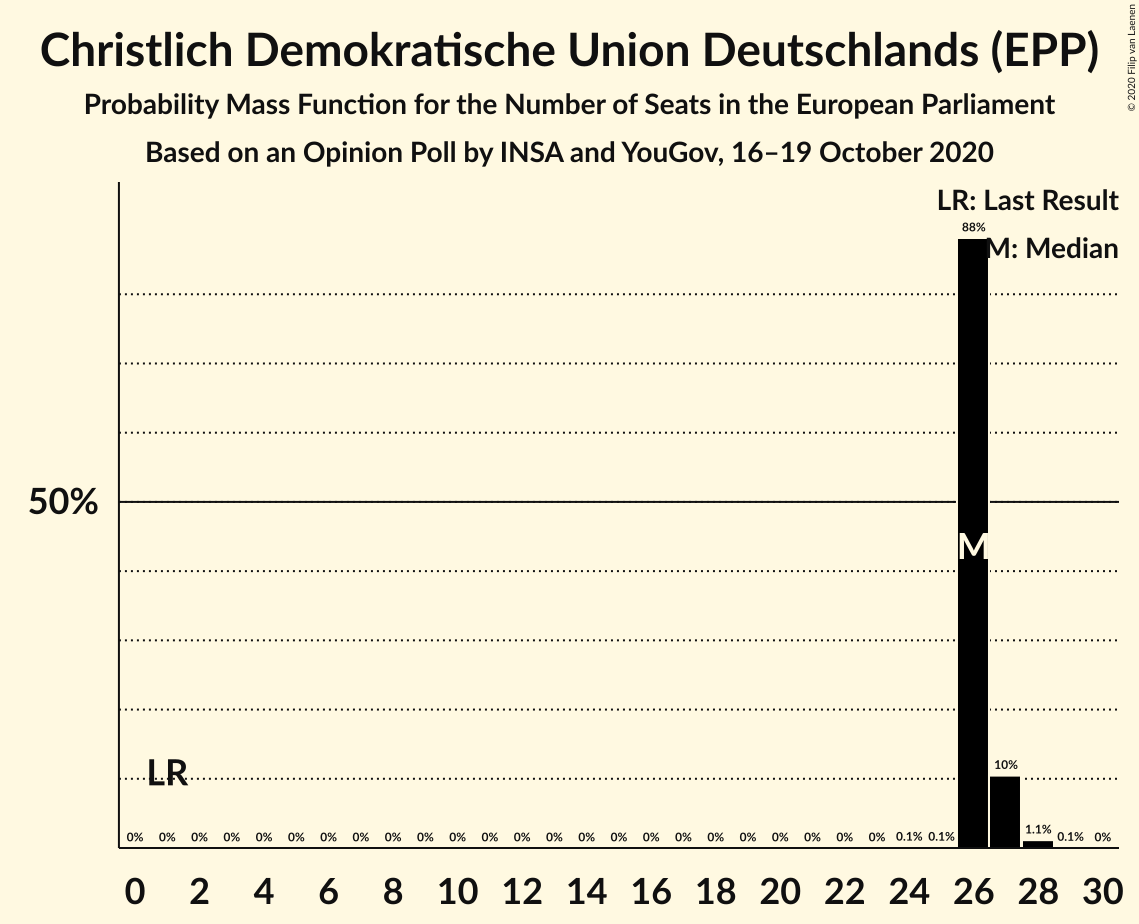 Christlich Demokratische Union Deutschlands (EPP)
Probability Mass Function for the Number of Seats in the European Parliament
Based on an Opinion Poll by INSA and YouGov, 16–19 October 2020
© 2020 Filip van Laenen
LR: Last Result
M: Median
88%
50%
M
LR
10%
0% 0% 0% 0% 0% 0% 0% 0% 0% 0% 0% 0% 0% 0% 0% 0% 0% 0% 0% 0% 0% 0% 0% 0% 0.1% 0.1% 1.1% 0.1% 0%
0 2 4 6 8 10 12 14 16 18 20 22 24 26 28 30